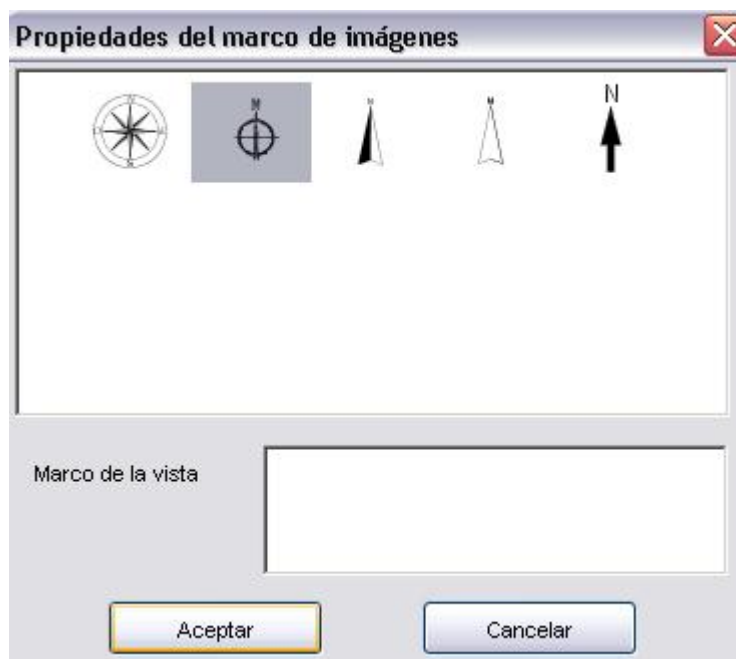 Propiedades del marco de imágenes
N
Marco de la vista
Aceptar
Cancelar